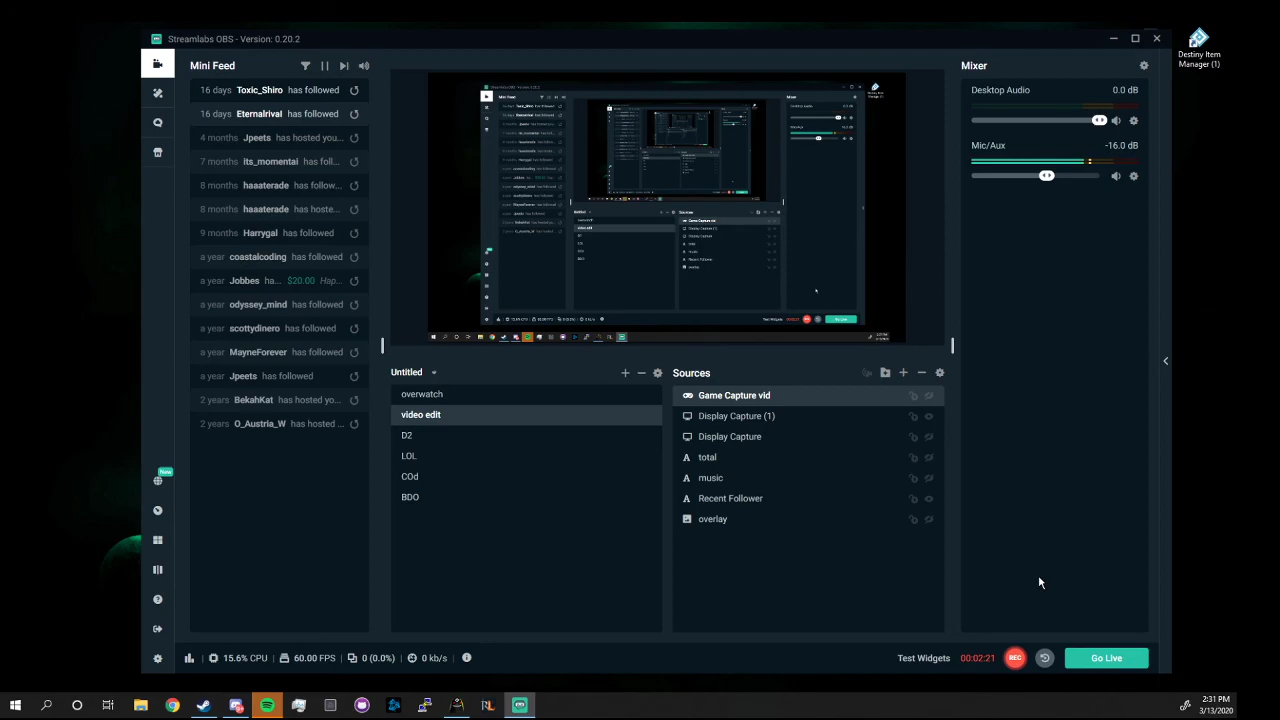 Streamlabs OBS - Version: 0.20.2
Destiny Item
Manager (1)
Mini Feed
16 days Toxic_Shiro has followed
16 days Eternalrival has followed
4 months Jpeets has hosted you...
7 months its_momentai has foll...
8 months haaaterade has follow...
8 months haaaterade has hoste...
9 months Harrygal has followed
a year coastalcoding has followed
a year Jobbes ha... $20.00 Hap...
a year odyssey_mind has followed
a year scottydinero has followed
a year MayneForever has followed
a year Jpeets has followed
2 years BekahKat has hosted yo...
2 years O_Austria_W has hosted ...
New
Untitled
overwatch
video edit
D2
LOL
COd
BDO
Sources
Game Capture vid
Display Capture (1)
Display Capture
total
music
Recent Follower
overlay
Mixer
Desktop Audio 0.0 dB
Mic/Aux -16.0 dB
15.6% CPU 60.00 FPS 0 (0.0%) 0 kb/s
Test Widgets 00:02:21 REC Go Live
2:31 PM
3/13/2020